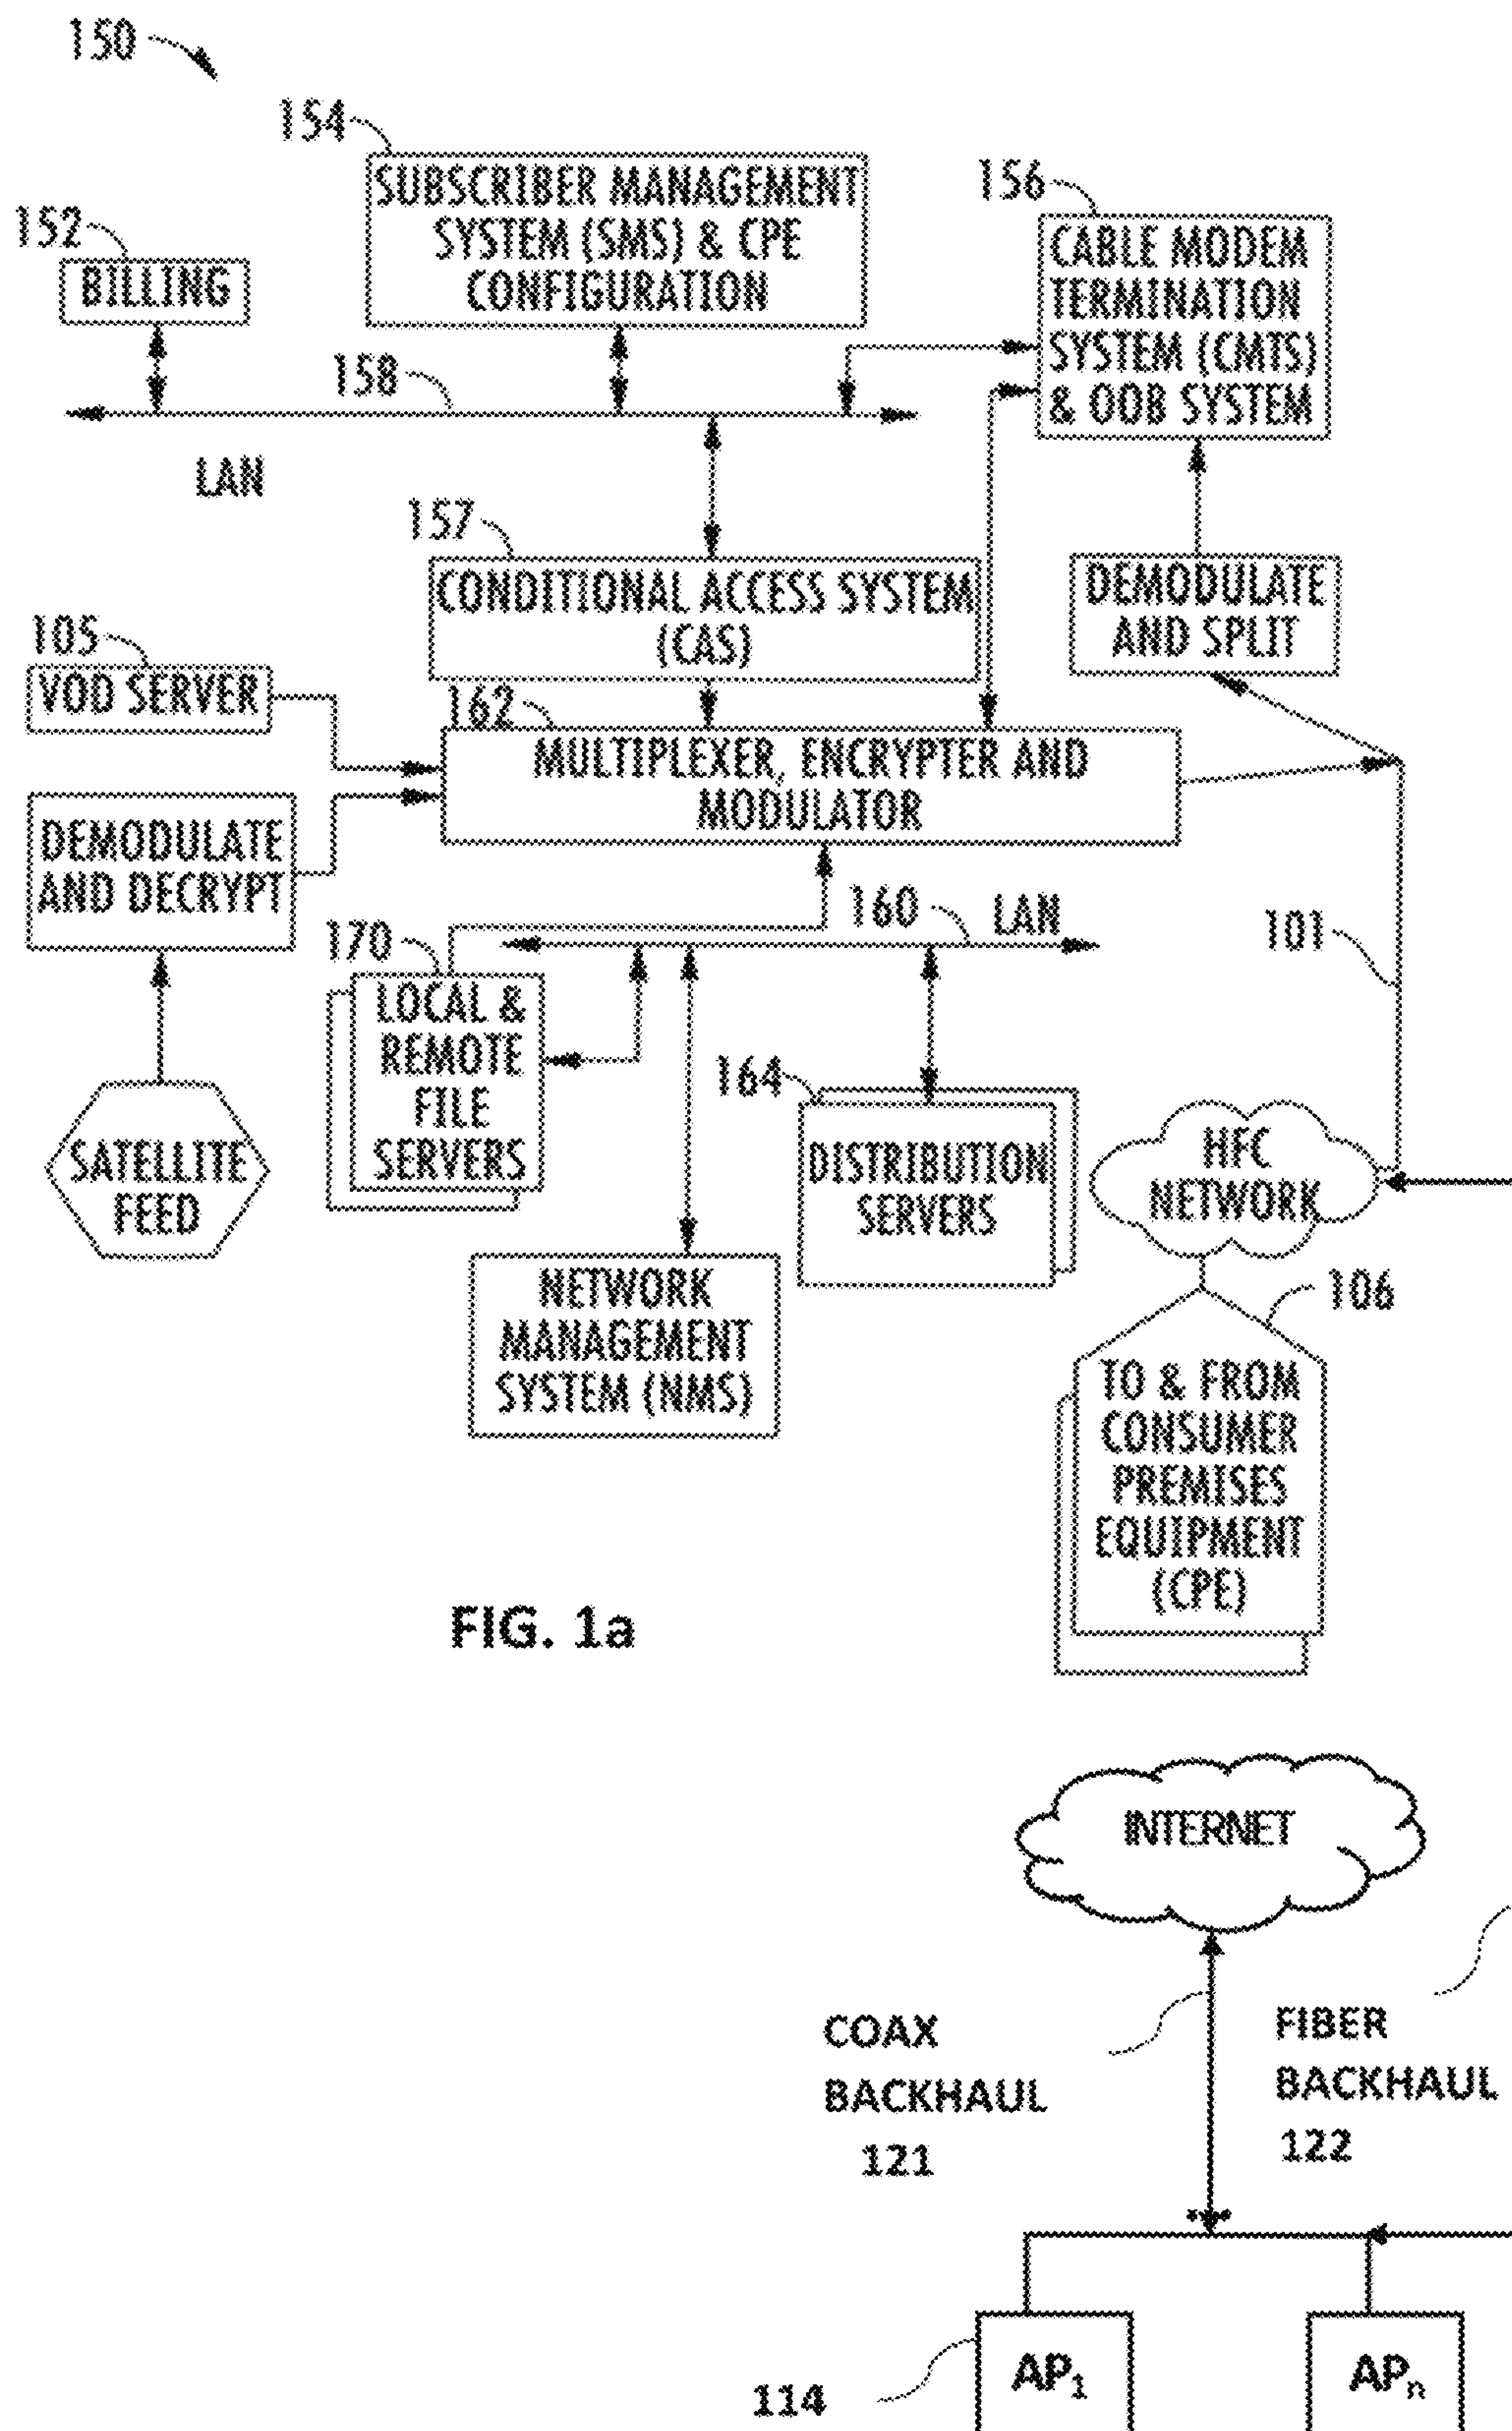 150
154
SUBSCRIBER MANAGEMENT
SYSTEM (SMS) & CPE
CONFIGURATION
156
CABLE MODEM
TERMINATION
SYSTEM (CMTS)
& OOB SYSTEM
152
BILLING
158
LAN
157
CONDITIONAL ACCESS SYSTEM
(CAS)
DEMODULATE
AND SPLIT
105
VOD SERVER
162
MULTIPLEXER, ENCRYPTER AND
MODULATOR
DEMODULATE
AND DECRYPT
170
LOCAL &
REMOTE
FILE
SERVERS
160
LAN
101
164
DISTRIBUTION
SERVERS
HFC
NETWORK
SATELLITE
FEED
NETWORK
MANAGEMENT
SYSTEM (NMS)
106
TO & FROM
CONSUMER
PREMISES
EQUIPMENT
(CPE)
FIG. 1a
INTERNET
COAX
BACKHAUL
121
FIBER
BACKHAUL
122
114
AP1
APn